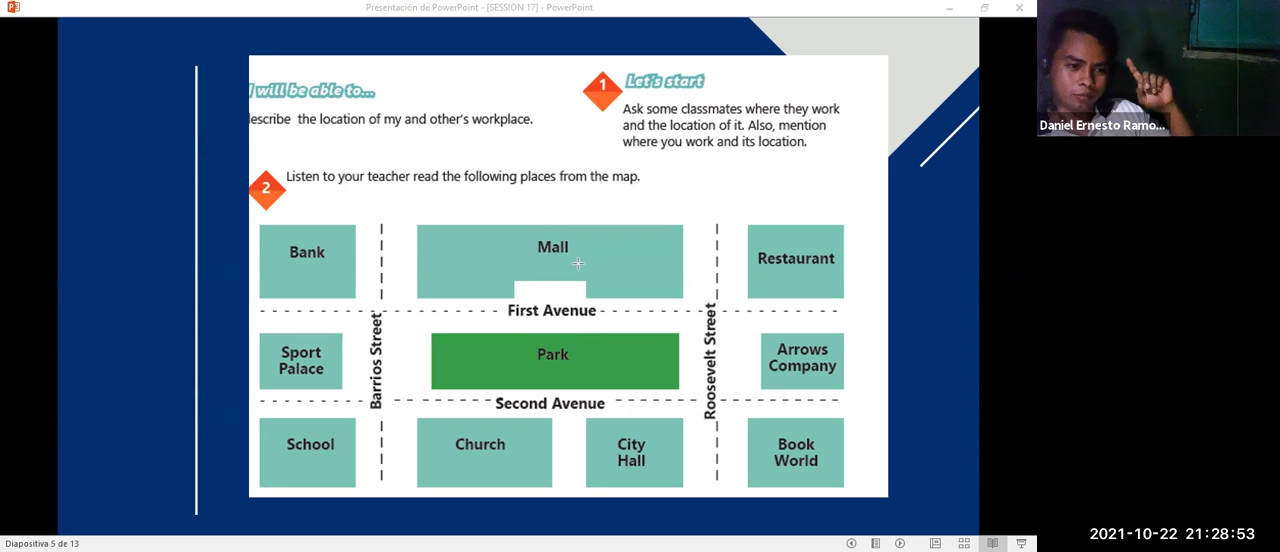 Presentación de PowerPoint - [SESSION 17] - PowerPoint
I will be able to...
describe the location of my and other's workplace.
1
Let's start
Ask some classmates where they work
and the location of it. Also, mention
where you work and its location.
2
Listen to your teacher read the following places from the map.
Bank
Mall
Restaurant
First Avenue
Barrios Street
Roosevelt Street
Sport
Palace
Park
Arrows
Company
Second Avenue
School
Church
City
Hall
Book
World
Daniel Ernesto Ramo...
2021-10-22 21:28:53
Diapositiva 5 de 13